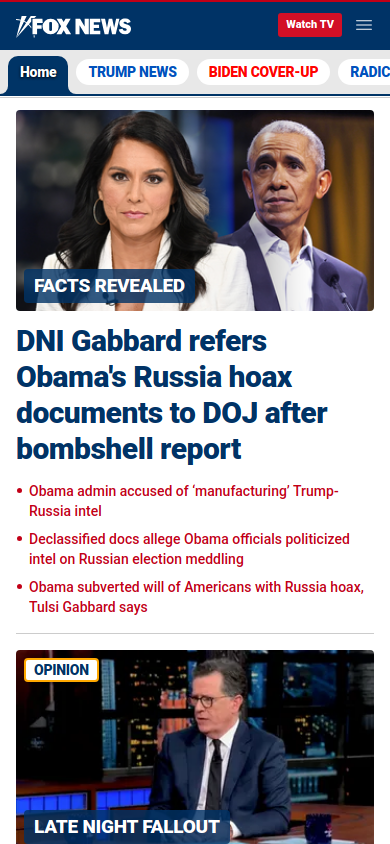 FOX NEWS
Watch TV
Home
TRUMP NEWS
BIDEN COVER-UP
RADIC
FACTS REVEALED
DNI Gabbard refers
Obama's Russia hoax
documents to DOJ after
bombshell report
• Obama admin accused of ‘manufacturing’ Trump-
Russia intel
• Declassified docs allege Obama officials politicized
intel on Russian election meddling
• Obama subverted will of Americans with Russia hoax,
Tulsi Gabbard says
OPINION
LATE NIGHT FALLOUT